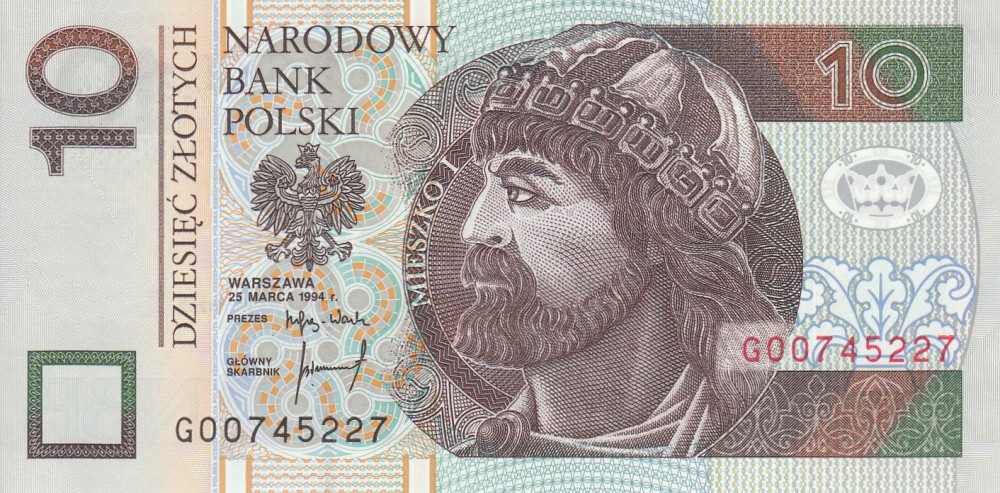 10
DZIESIĘĆ ZŁOTYCH
NARODOWY
BANK
POLSKI
WARSZAWA
25 MARCA 1994 r.
PREZES
GŁÓWNY
SKARBNIK
G00745227
MIESZKO I
10
G00745227